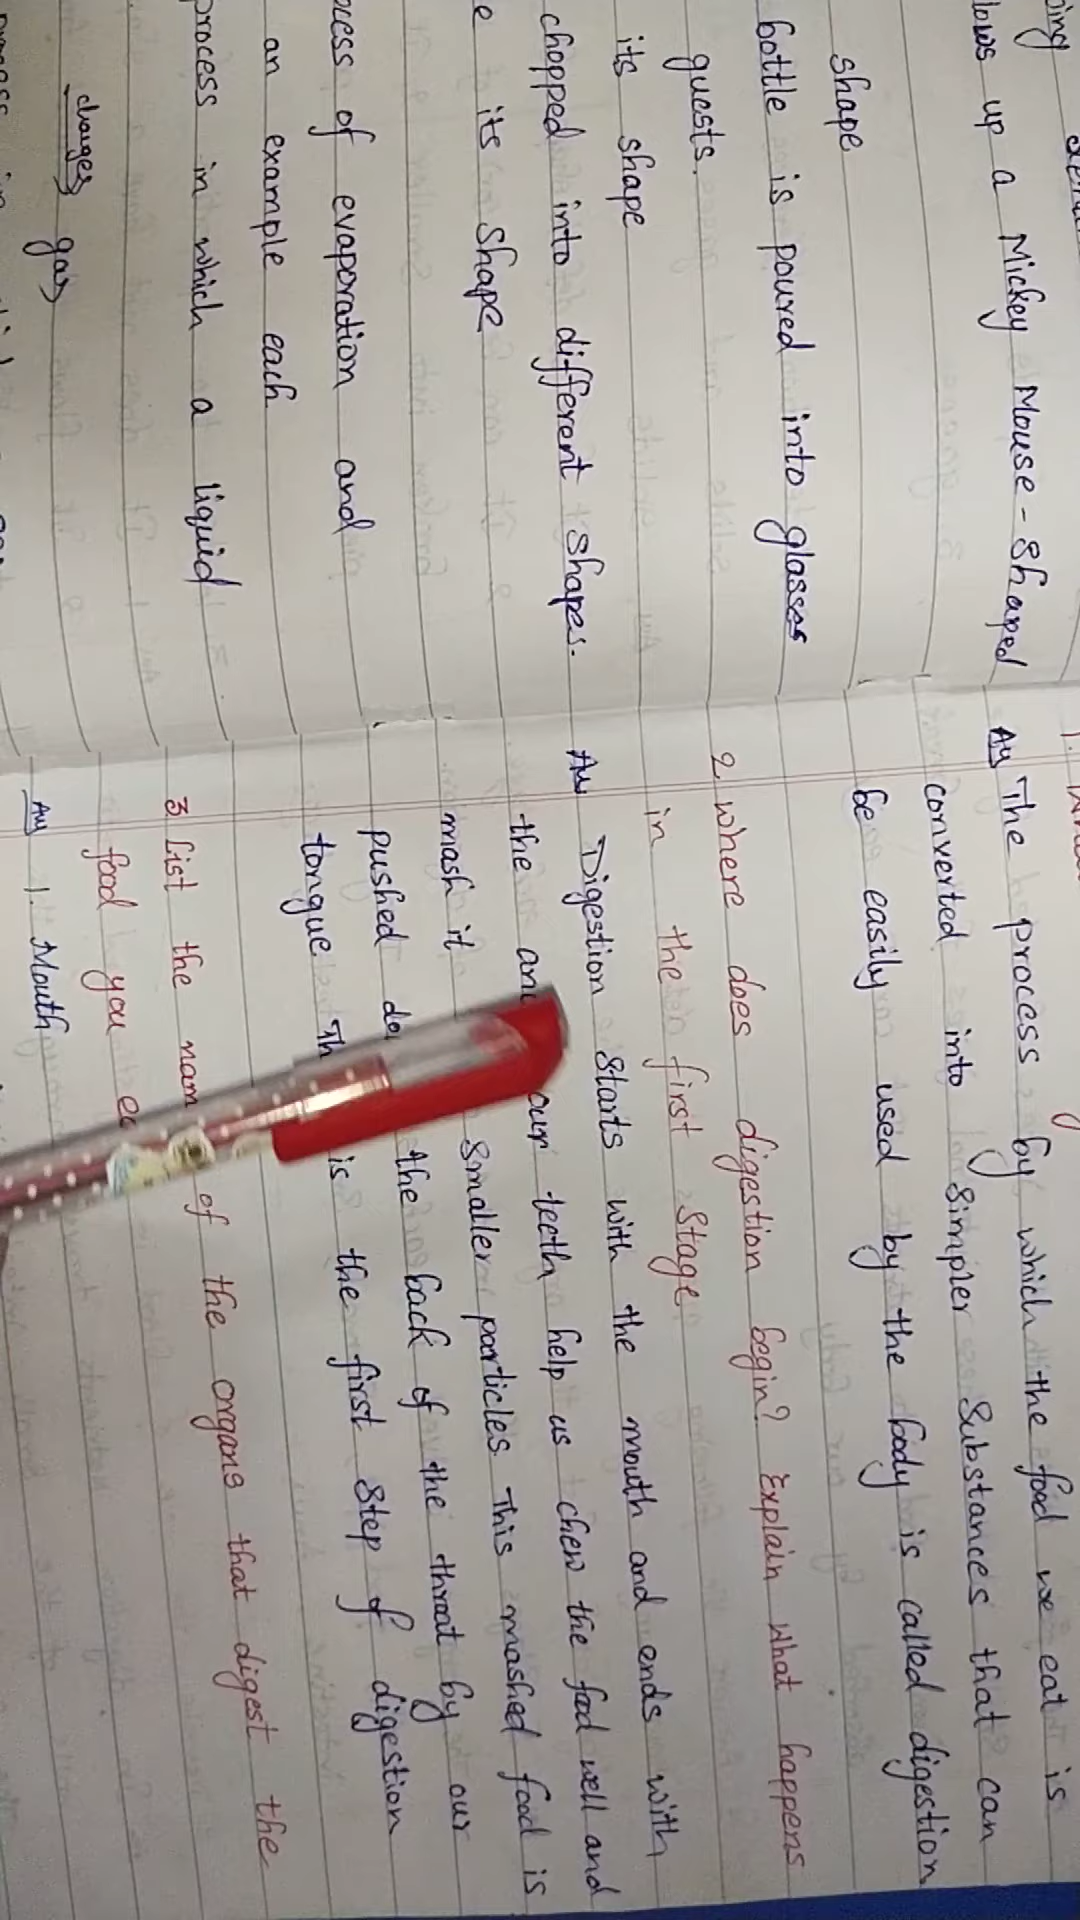 lows up a Mickey Mouse - Shaped
shape
bottle is poured into glasses
guests.
its shape
chopped into different shapes.
e its shape
ocess of evaporation and
an example each
process in which a liquid
changes gas
Ans The process by which the food we eat is
converted into simpler substances that can
be easily used by the body is called digestion
2. where does digestion begin? Explain what happens
in the first stage
Ans Digestion starts with the mouth and ends with
the our teeth help us chew the food well and
mash it smaller particles. This mashed food is
pushed the back of the throat by our
tongue is the first step of digestion
3. List the of the organs that digest the
food you
Ans 1. Mouth